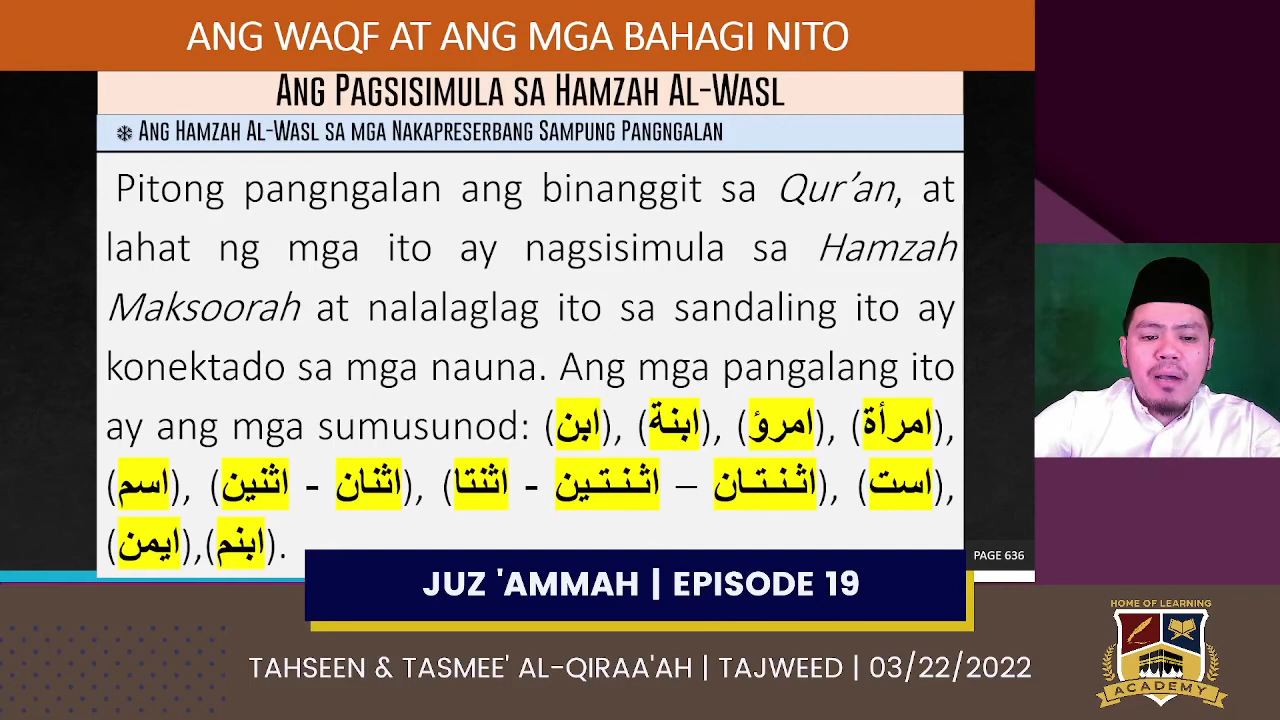 ANG WAQF AT ANG MGA BAHAGI NITO
ANG PAGSISIMULA SA HAMZAH AL-WASL
❄ ANG HAMZAH AL-WASL SA MGA NAKAPRESERBANG SAMPUNG PANGNGALAN
Pitong pangngalan ang binanggit sa Qur’an, at
lahat ng mga ito ay nagsisimula sa Hamzah
Maksoorah at nalalaglag ito sa sandaling ito ay
konektado sa mga nauna. Ang mga pangalang ito
ay ang mga sumusunod: (ابن), (ابنة), (امرؤ), (امرأة),
(اسم), (اثنين - اثنان), (اثنتا - اثـنـتـين – اثـنـتـان), (است),
(ايمن),(ابنم).
PAGE 636
JUZ 'AMMAH | EPISODE 19
TAHSEEN & TASMEE' AL-QIRAA'AH | TAJWEED | 03/22/2022
HOME OF LEARNING
ACADEMY